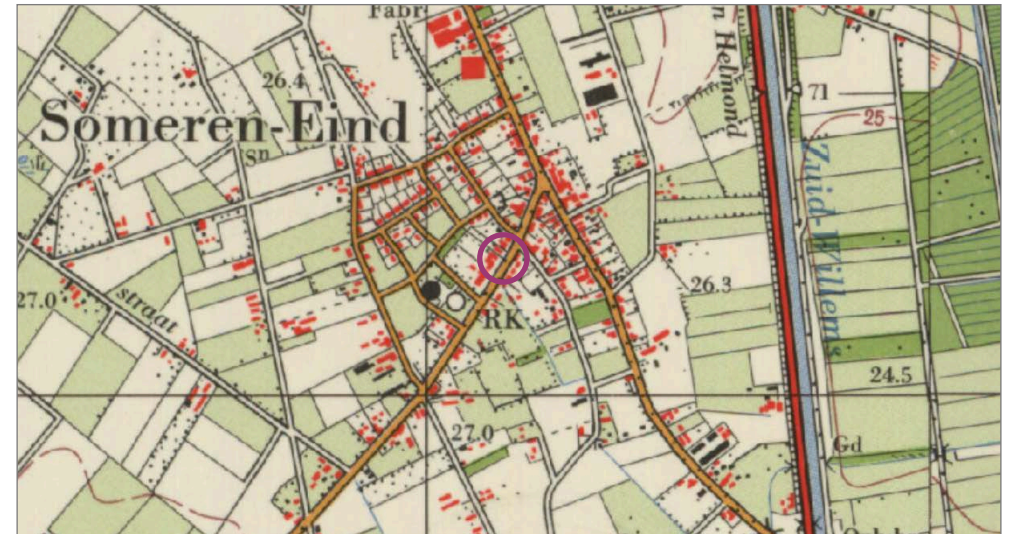 Fabr
n Helmond
26.4
71
Someren-Eind
25
Sn
Zuid Willems
27.0
straat
26.3
RK
24.5
27.0
Gd